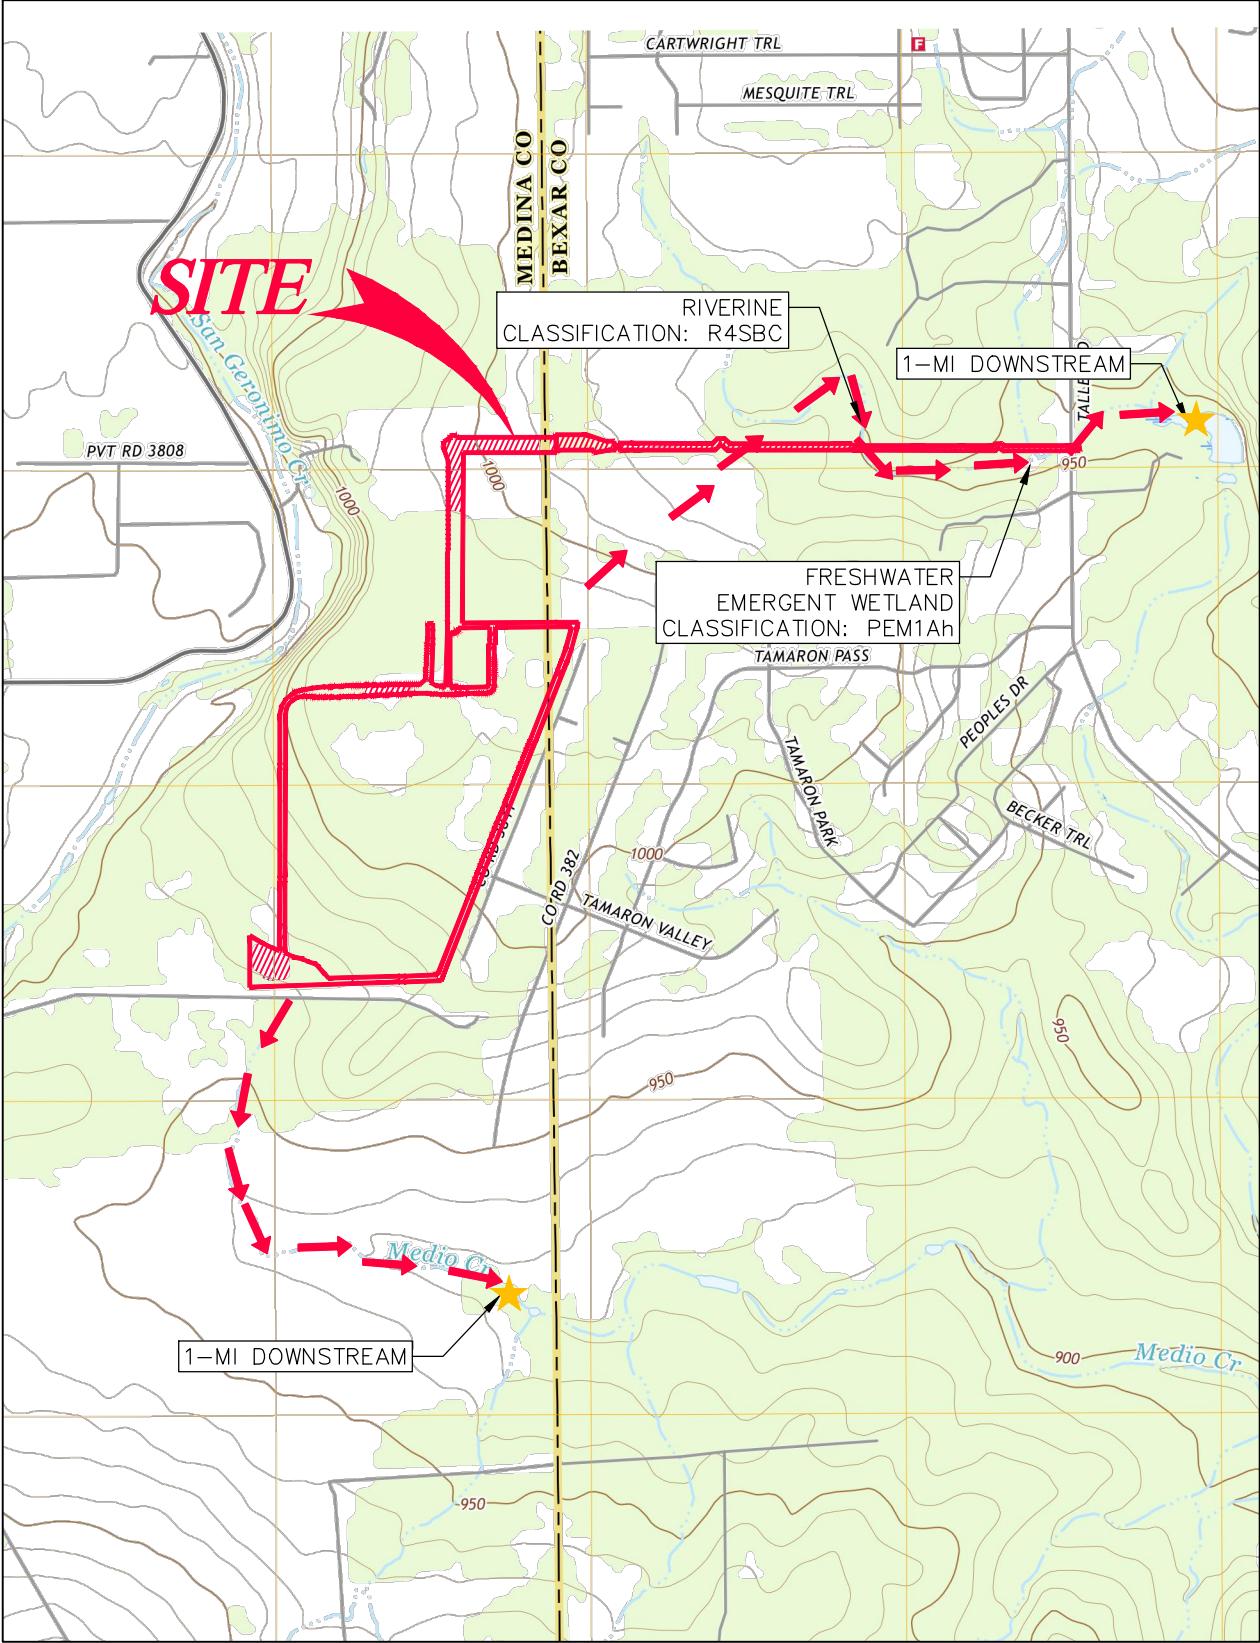 CARTWRIGHT TRL
F
MESQUITE TRL
MEDINA CO
BEXAR CO
SITE
RIVERINE
CLASSIFICATION: R4SBC
San Geronimo Cr
1-MI DOWNSTREAM
PVT RD 3808
1000
1000
950
FRESHWATER
EMERGENT WETLAND
CLASSIFICATION: PEM1Ah
TAMARON PASS
PEOPLES DR
TAMARON PARK
BECKER TRL
1000
CO RD 382
TAMARON VALLEY
950
950
Medio Cr
1-MI DOWNSTREAM
900
Medio Cr
950